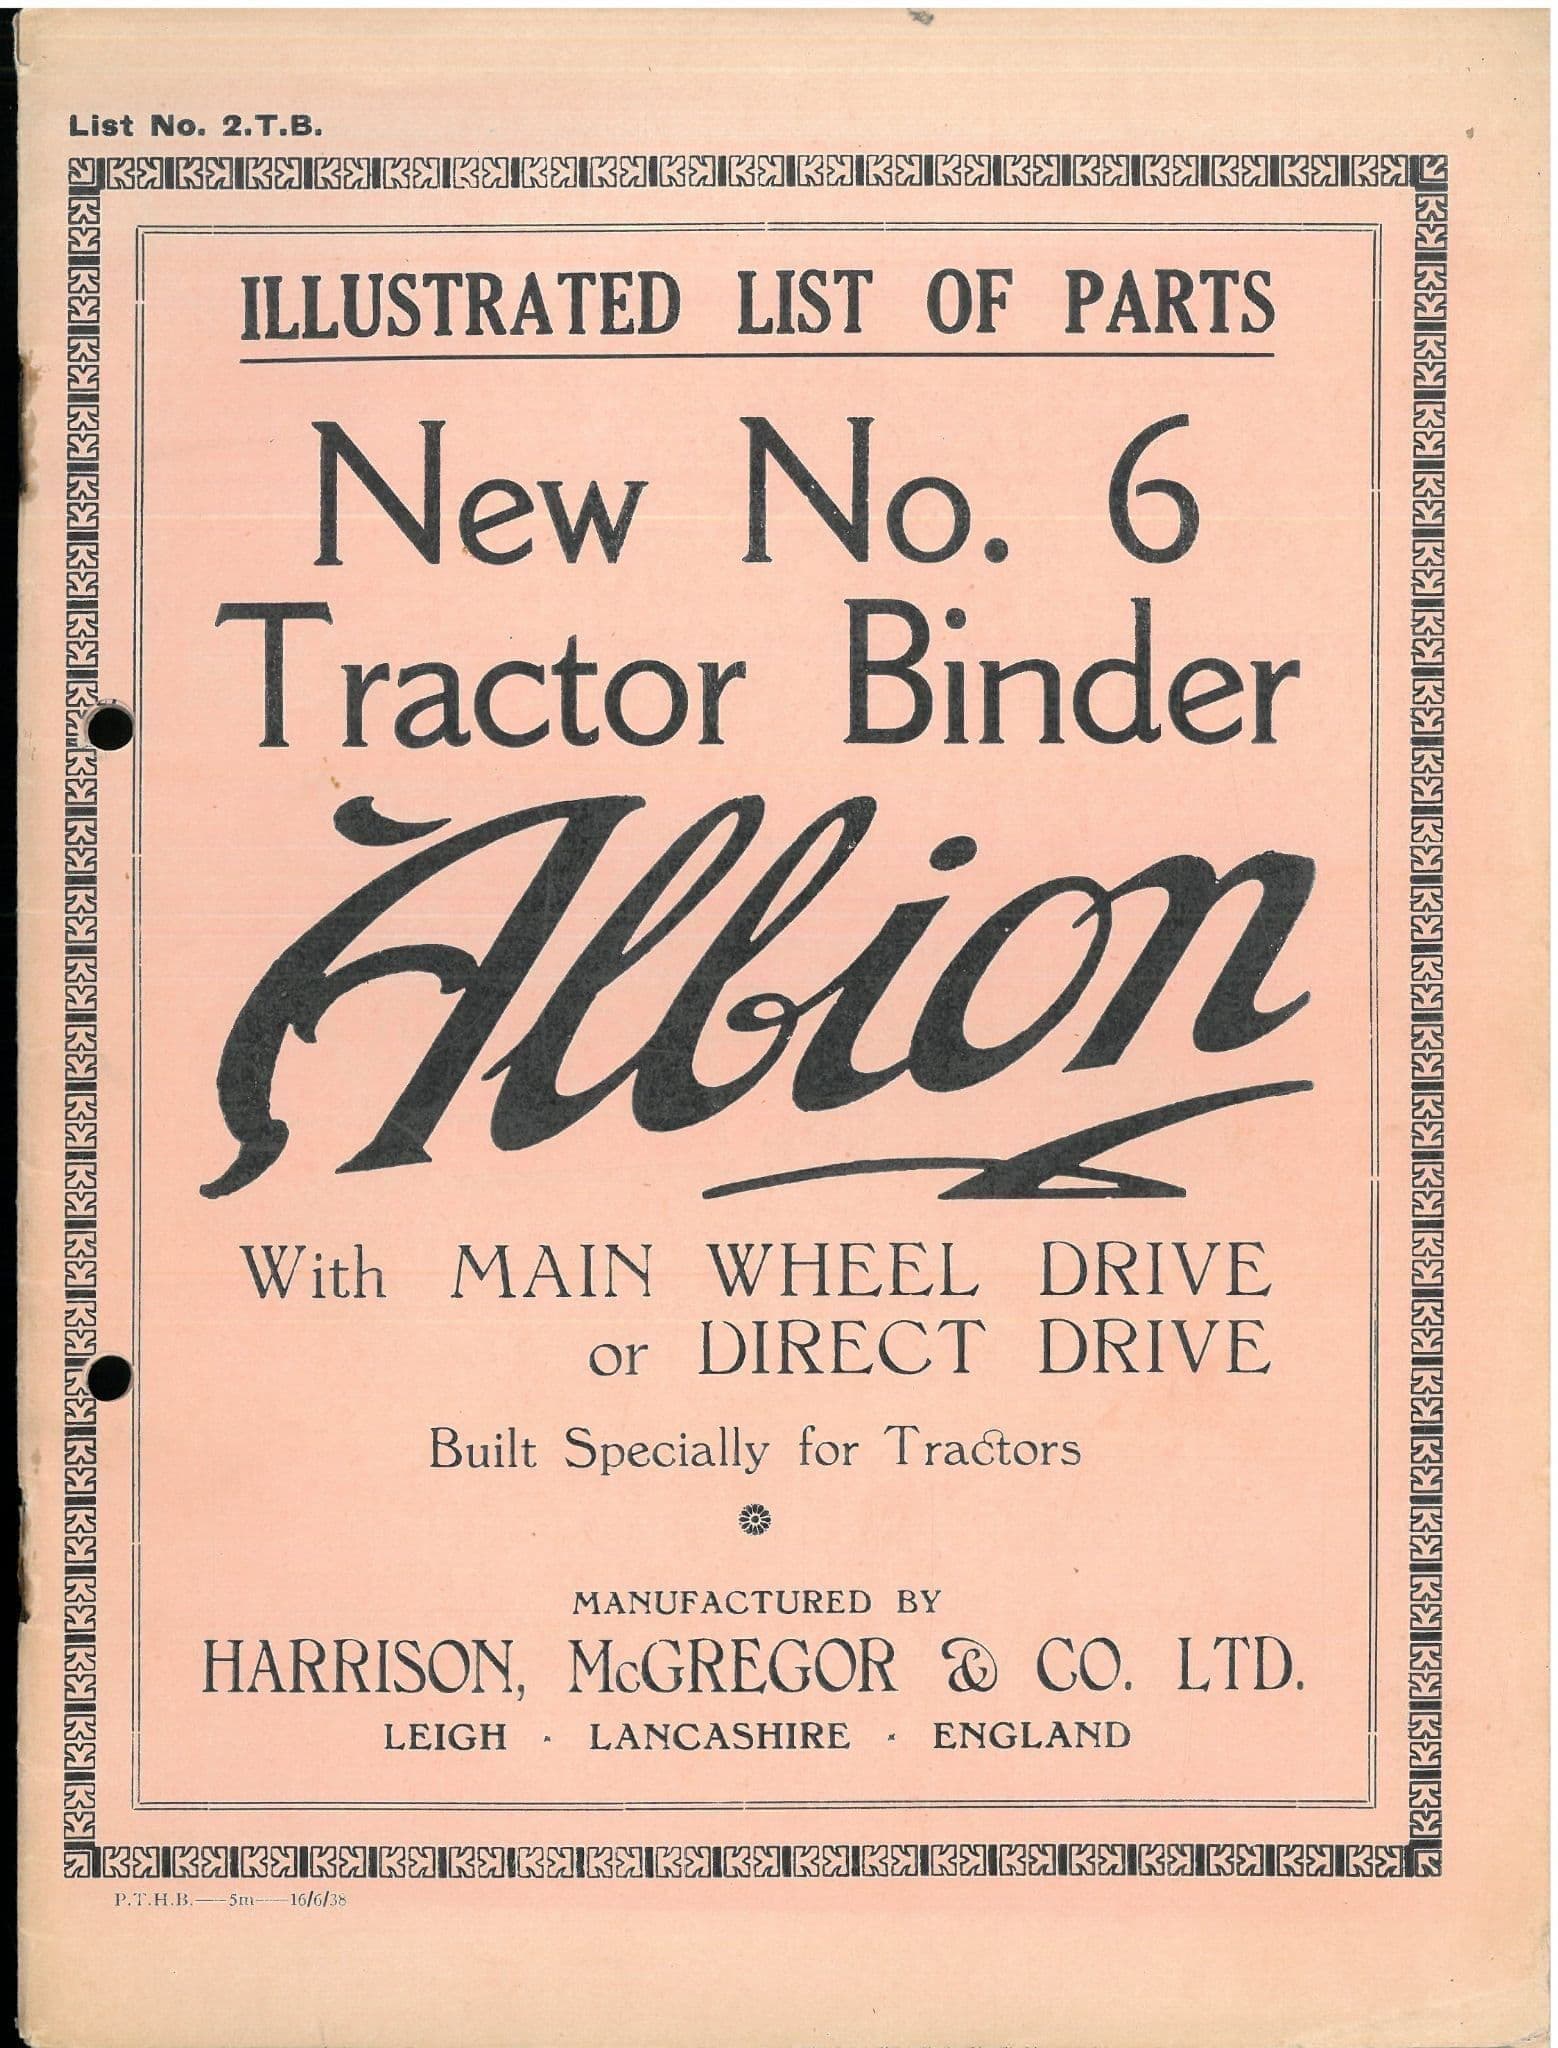 List No. 2.T.B.
ILLUSTRATED LIST OF PARTS
New No. 6
Tractor Binder
Albion
With MAIN WHEEL DRIVE
or DIRECT DRIVE
Built Specially for Tractors
MANUFACTURED BY
HARRISON, McGREGOR & CO. LTD.
LEIGH · LANCASHIRE · ENGLAND
P.T.H.B.—5m—16/6/38